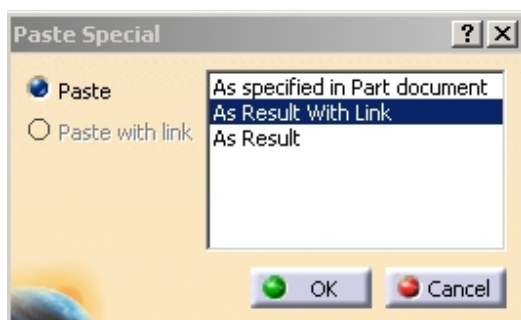 Paste Special
? X
Paste
Paste with link
As specified in Part document
As Result With Link
As Result
OK
Cancel